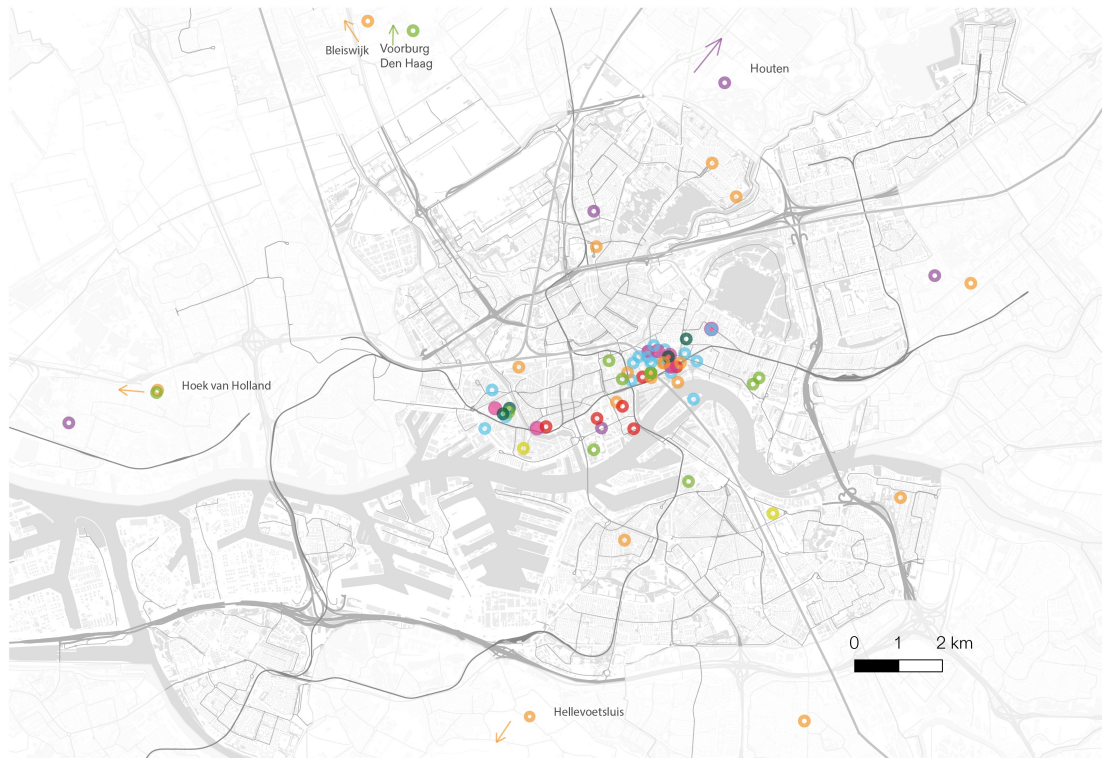 Bleiswijk
Voorburg
Den Haag
Houten
Hoek van Holland
0 1 2 km
Hellevoetsluis